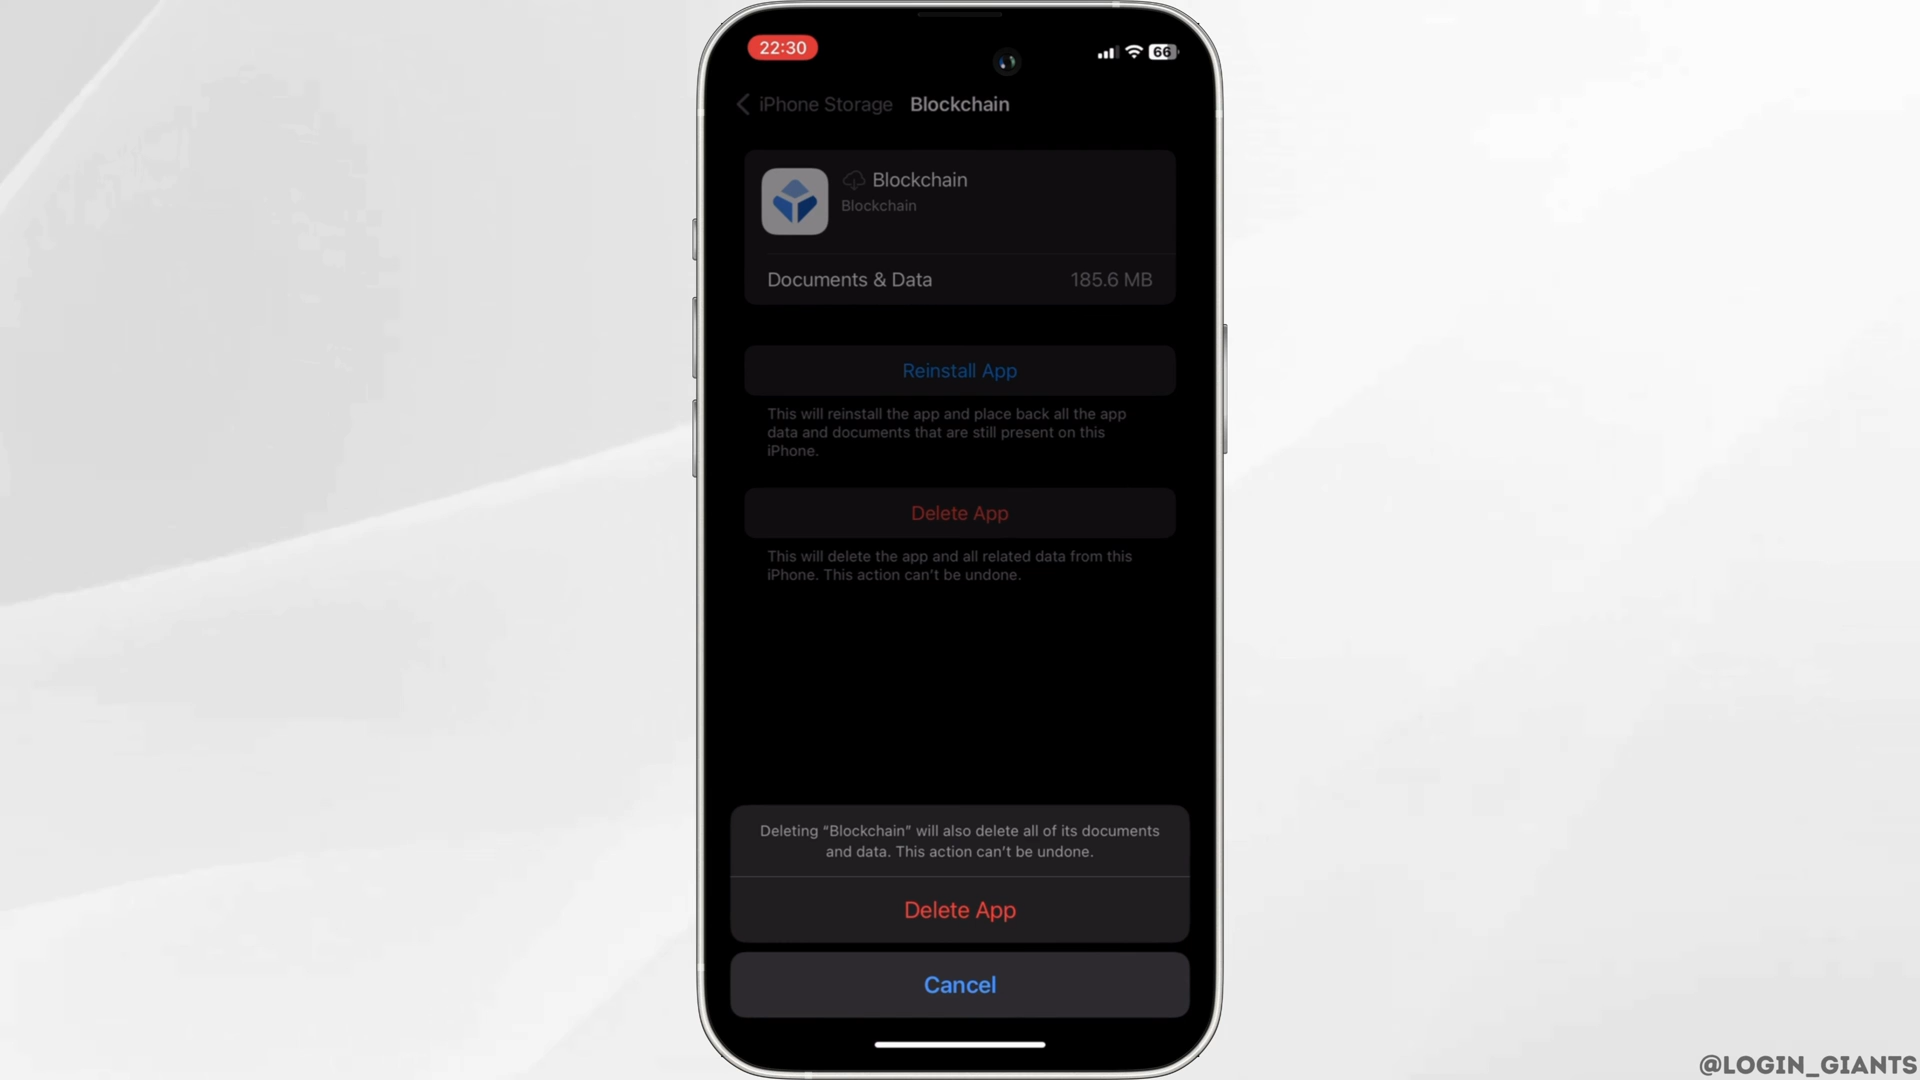 22:30
66
iPhone Storage Blockchain
Blockchain
Blockchain
Documents & Data 185.6 MB
Reinstall App
This will reinstall the app and place back all the app
data and documents that are still present on this
iPhone.
Delete App
This will delete the app and all related data from this
iPhone. This action can’t be undone.
Deleting “Blockchain” will also delete all of its documents
and data. This action can’t be undone.
Delete App
Cancel
@LOGIN_GIANTS